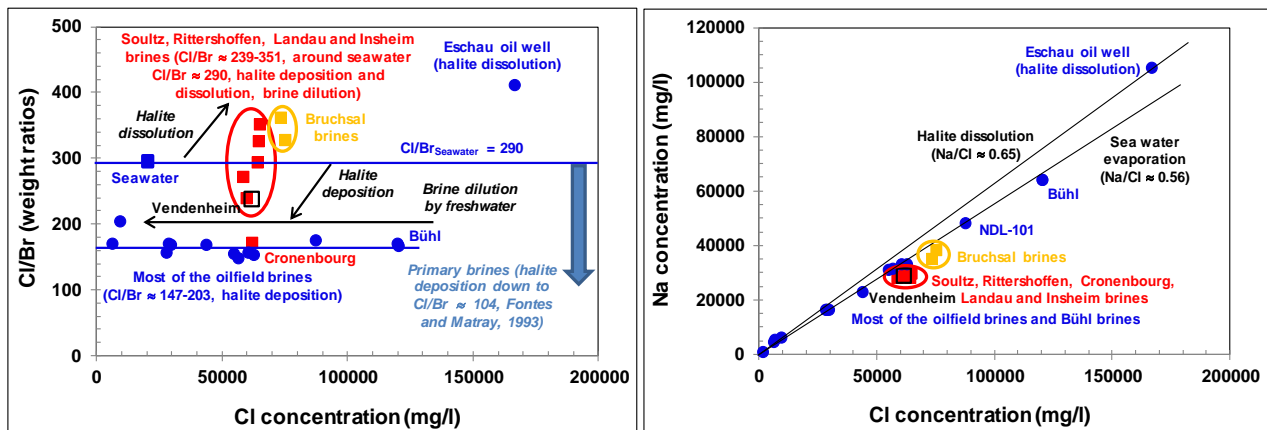 Cl/Br (weight ratios)
500
400
300
200
100
0
Soultz, Rittershoffen, Landau and Insheim
brines (Cl/Br ≈ 239-351, around seawater
Cl/Br ≈ 290, halite deposition and
dissolution, brine dilution)
Eschau oil well
(halite dissolution)
Halite
dissolution
Bruchsal
brines
Cl/BrSeawater = 290
Seawater
Halite
deposition
Brine dilution
by freshwater
Vendenheim
Bühl
Cronenbourg
Most of the oilfield brines
(Cl/Br ≈ 147-203, halite deposition)
Primary brines (halite
deposition down to
Cl/Br ≈ 104, Fontes
and Matray, 1993)
0
50000
100000
150000
200000
Cl concentration (mg/l)
Na concentration (mg/l)
120000
100000
80000
60000
40000
20000
0
Eschau oil well
(halite dissolution)
Halite dissolution
(Na/Cl ≈ 0.65)
Sea water
evaporation
(Na/Cl ≈ 0.56)
Bühl
NDL-101
Bruchsal brines
Soultz, Rittershoffen, Cronenbourg,
Vendenheim Landau and Insheim brines
Most of the oilfield brines and Bühl brines
0
50000
100000
150000
200000
Cl concentration (mg/l)